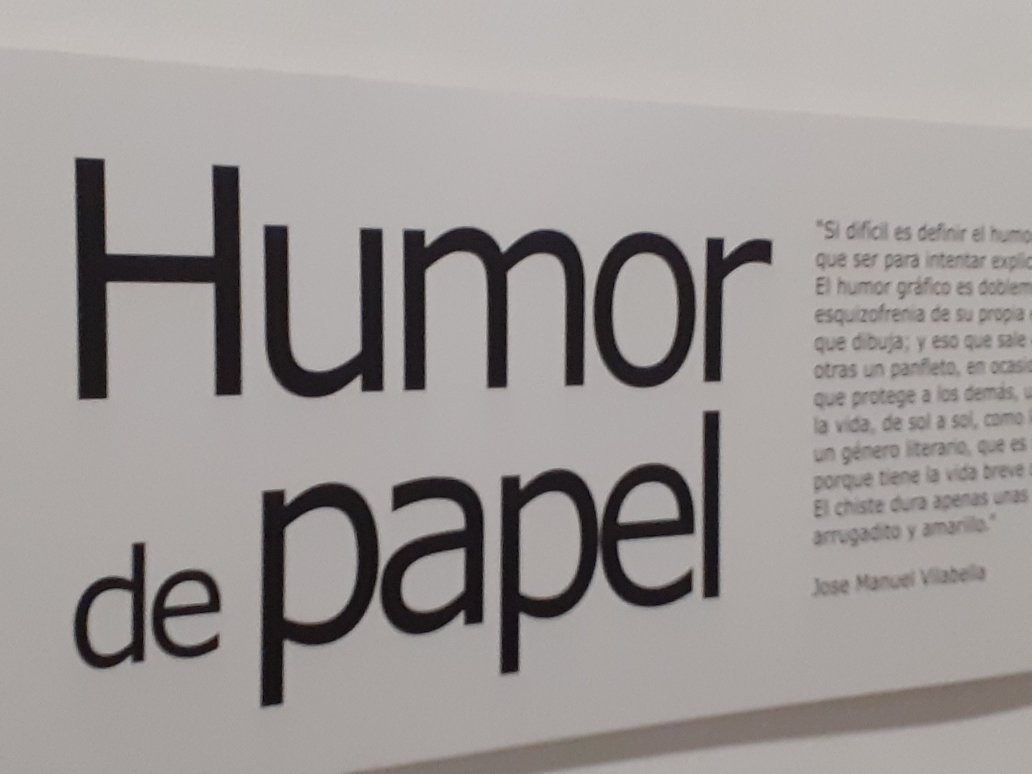 Humor
de papel
"Si difícil es definir el humo
que ser para intentar explic
El humor gráfico es doblem
esquizofrenia de su propia
que dibuja; y eso que sale
otras un panfleto, en ocasio
que protege a los demás, u
la vida, de sol a sol, como
un género literario, que es
porque tiene la vida breve
El chiste dura apenas unas
arrugadito y amarillo."
Jose Manuel Vilabella